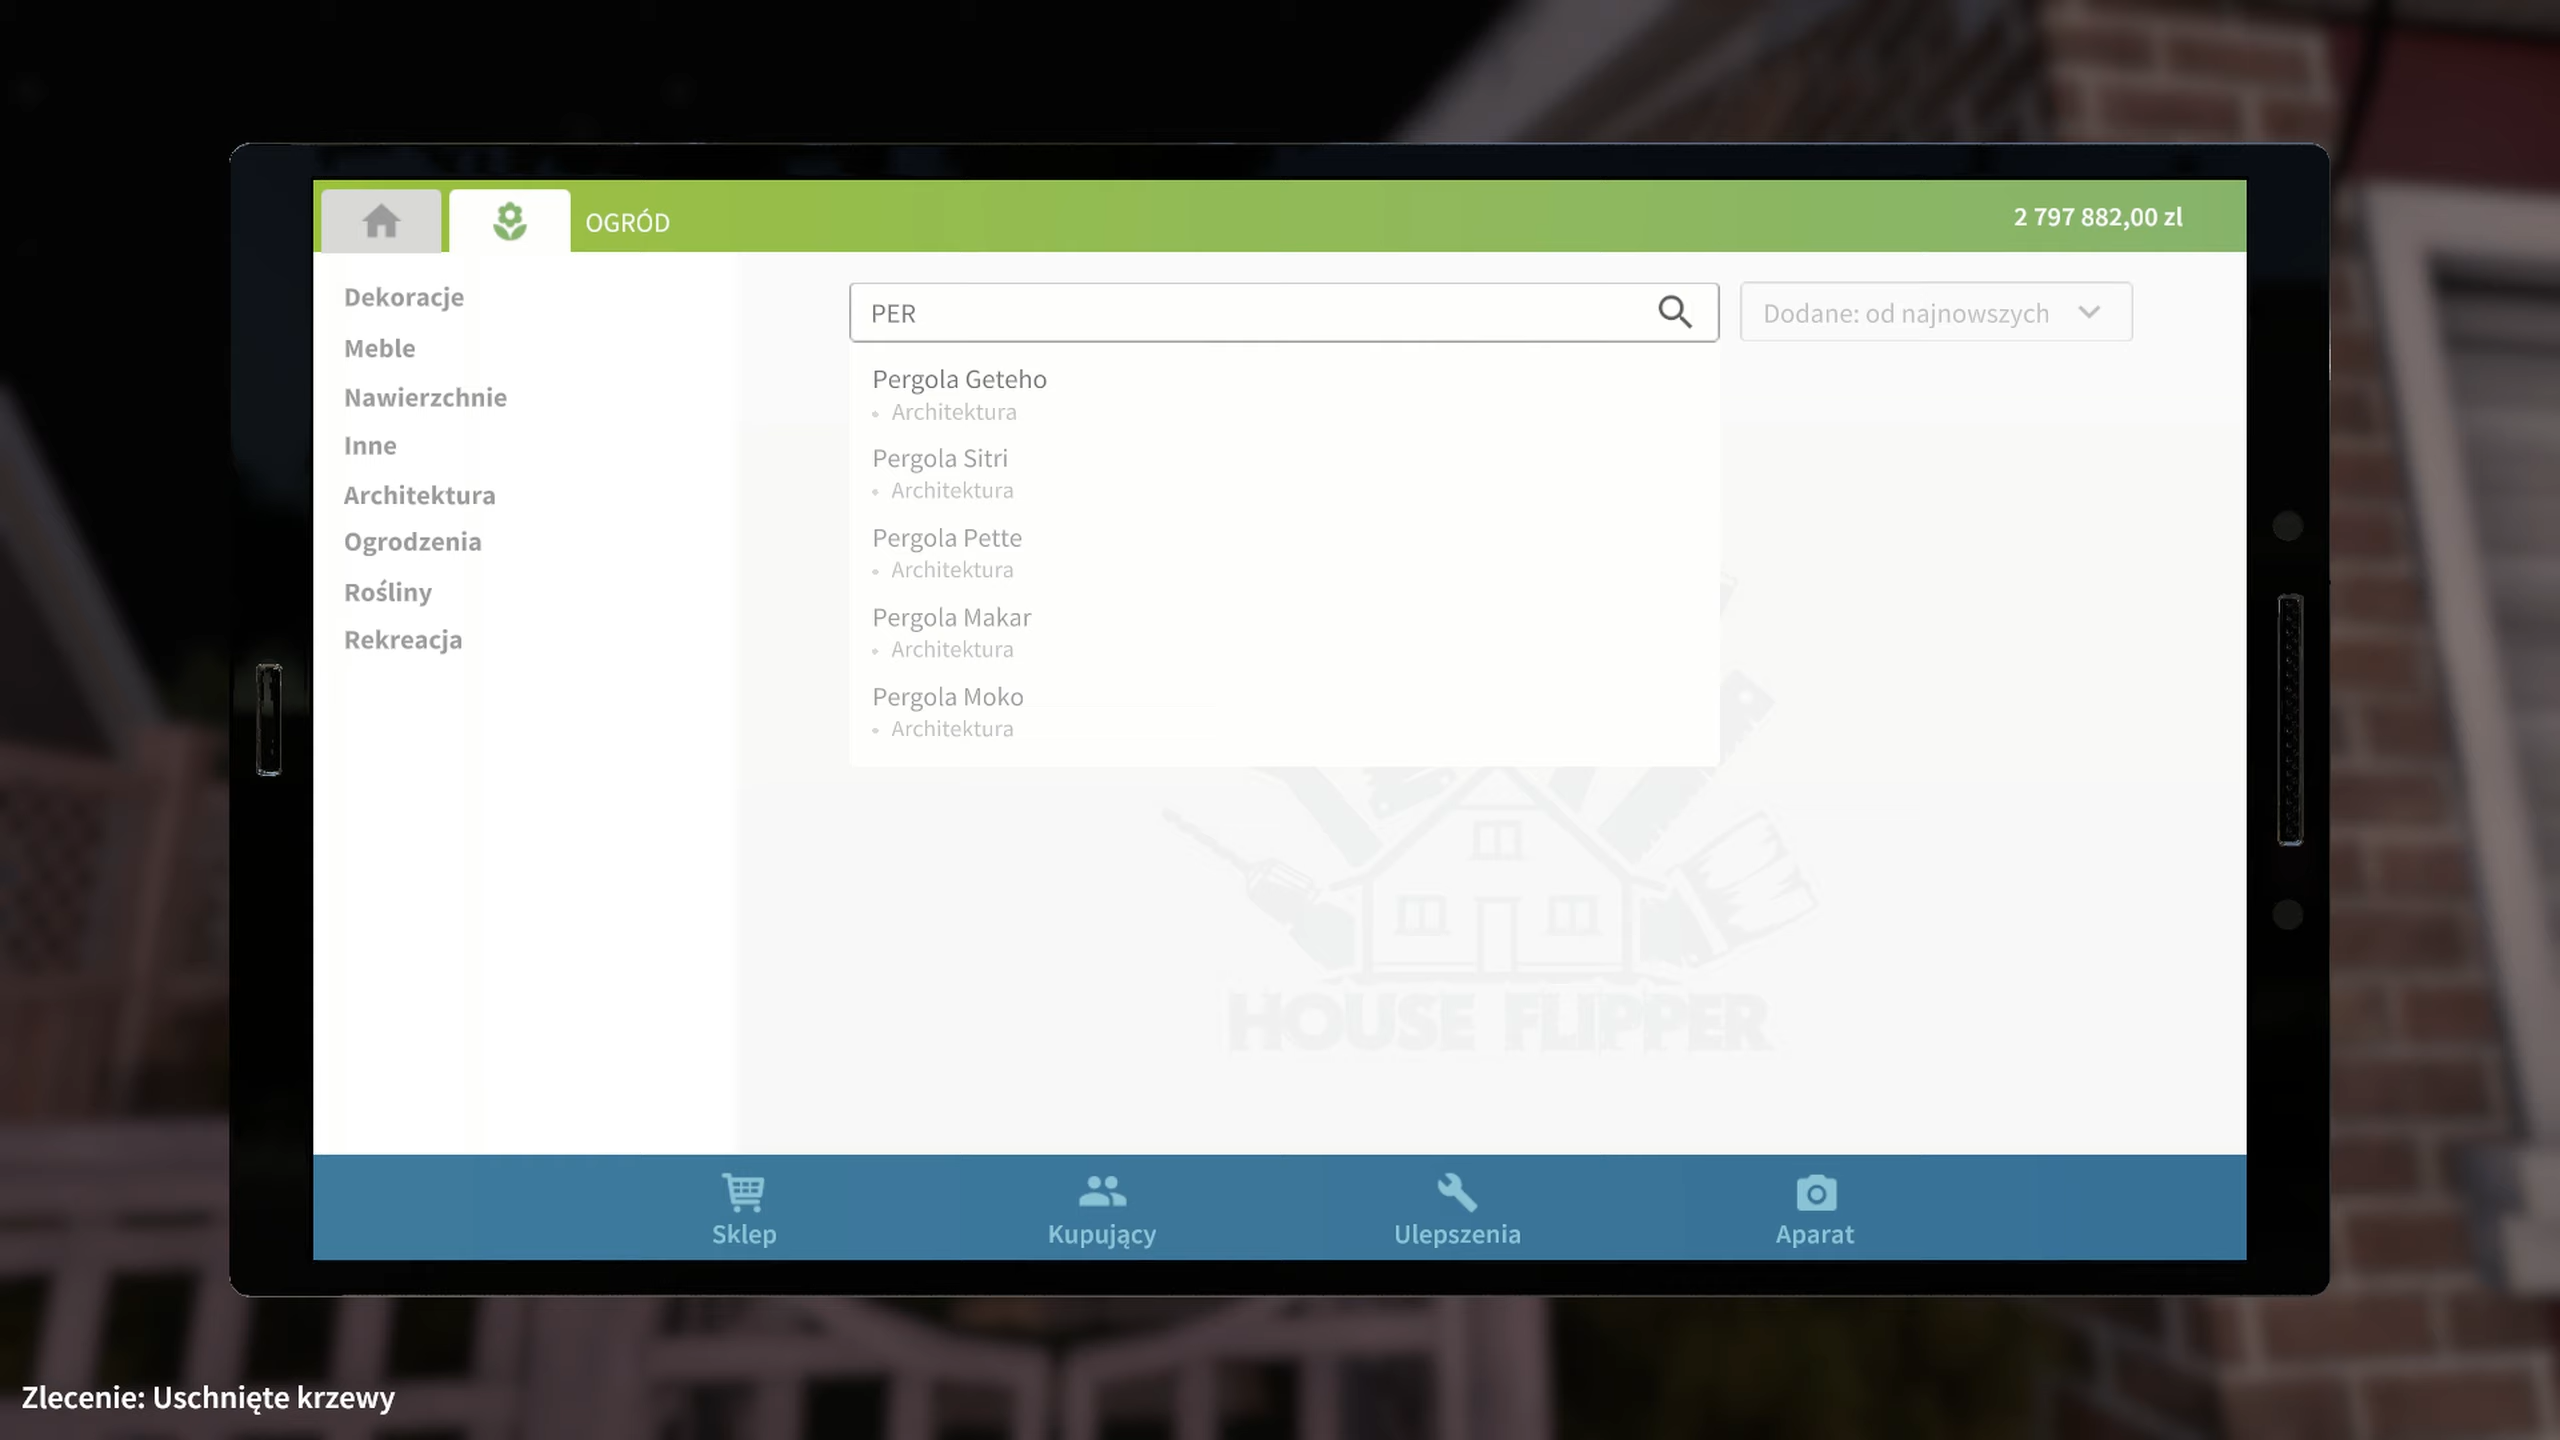 OGRÓD
2 797 882,00 zl
Dekoracje
Meble
Nawierzchnie
Inne
Architektura
Ogrodzenia
Rośliny
Rekreacja
PER
Dodane: od najnowszych
Pergola Geteho
• Architektura
Pergola Sitri
• Architektura
Pergola Pette
• Architektura
Pergola Makar
• Architektura
Pergola Moko
• Architektura
HOUSE FLIPPER
Sklep
Kupujący
Ulepszenia
Aparat
Zlecenie: Uschnięte krzewy